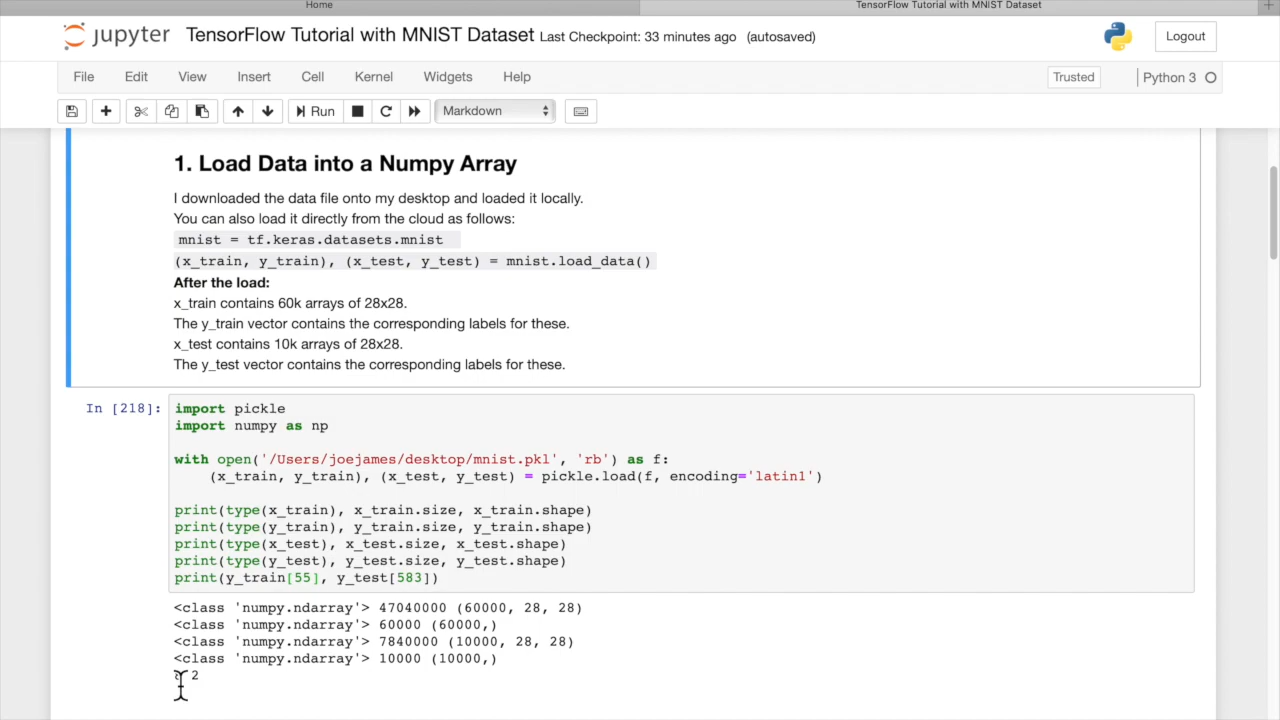 Home
TensorFlow Tutorial with MNIST Dataset
jupyter TensorFlow Tutorial with MNIST Dataset Last Checkpoint: 33 minutes ago (autosaved)
Logout
File Edit View Insert Cell Kernel Widgets Help
Trusted
Python 3
Run
Markdown
1. Load Data into a Numpy Array
I downloaded the data file onto my desktop and loaded it locally.
You can also load it directly from the cloud as follows:
mnist = tf.keras.datasets.mnist
(x_train, y_train), (x_test, y_test) = mnist.load_data()
After the load:
x_train contains 60k arrays of 28x28.
The y_train vector contains the corresponding labels for these.
x_test contains 10k arrays of 28x28.
The y_test vector contains the corresponding labels for these.
In [218]:
import pickle
import numpy as np
with open('/Users/joejames/desktop/mnist.pkl', 'rb') as f:
(x_train, y_train), (x_test, y_test) = pickle.load(f, encoding='latin1')
print(type(x_train), x_train.size, x_train.shape)
print(type(y_train), y_train.size, y_train.shape)
print(type(x_test), x_test.size, x_test.shape)
print(type(y_test), y_test.size, y_test.shape)
print(y_train[55], y_test[583])
<class 'numpy.ndarray'> 47040000 (60000, 28, 28)
<class 'numpy.ndarray'> 60000 (60000,)
<class 'numpy.ndarray'> 7840000 (10000, 28, 28)
<class 'numpy.ndarray'> 10000 (10000,)
2